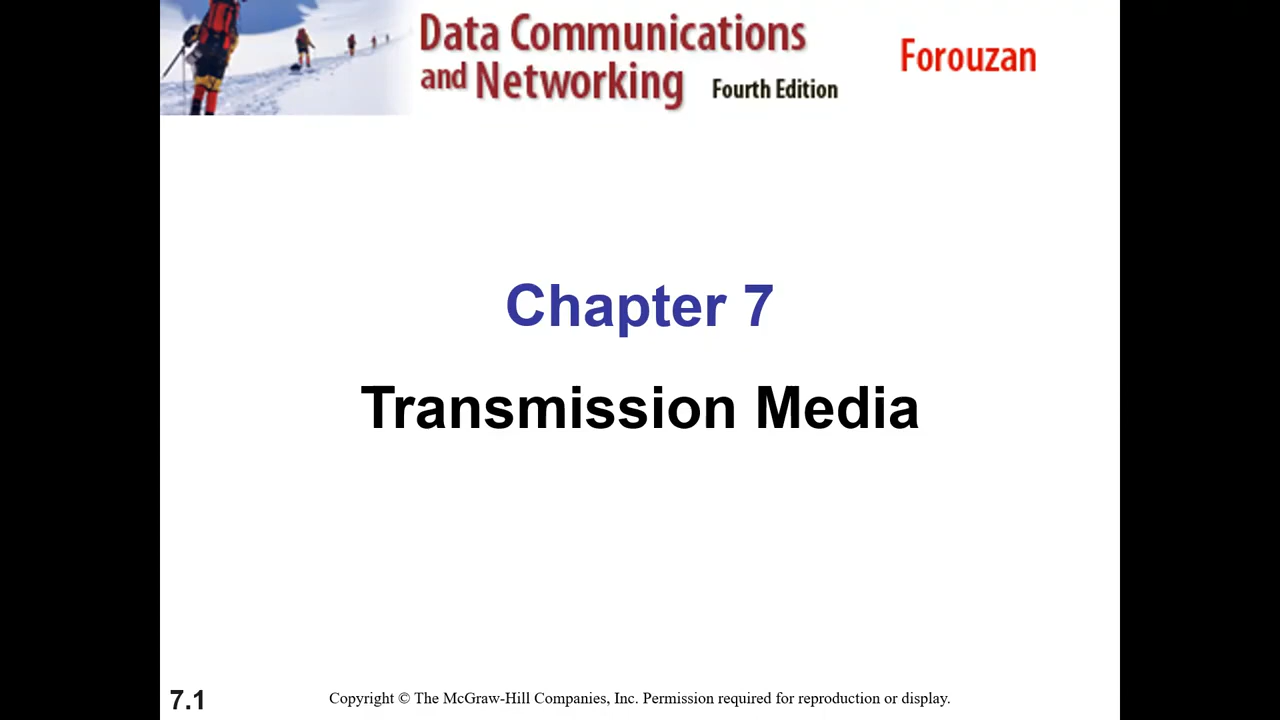 Data Communications
and Networking Fourth Edition
Forouzan
Chapter 7
Transmission Media
7.1
Copyright © The McGraw-Hill Companies, Inc. Permission required for reproduction or display.